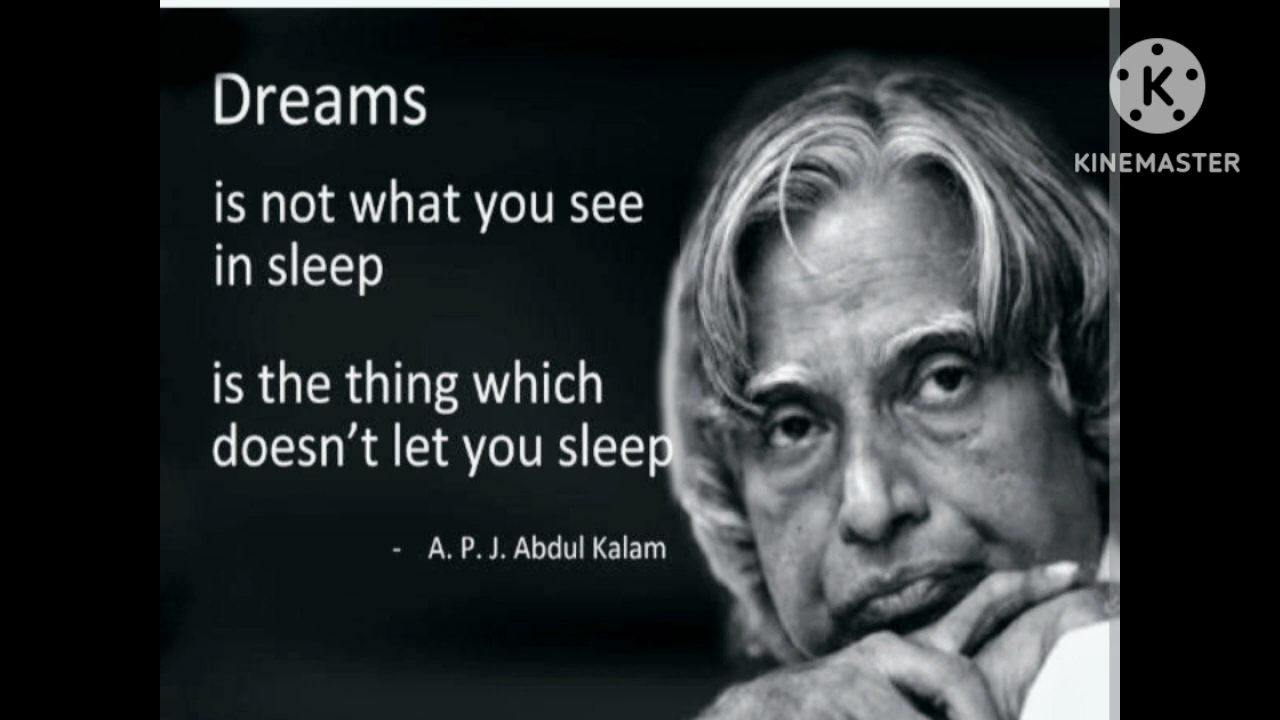 Dreams
is not what you see
in sleep
is the thing which
doesn't let you sleep
- A. P. J. Abdul Kalam
K
KINEMASTER